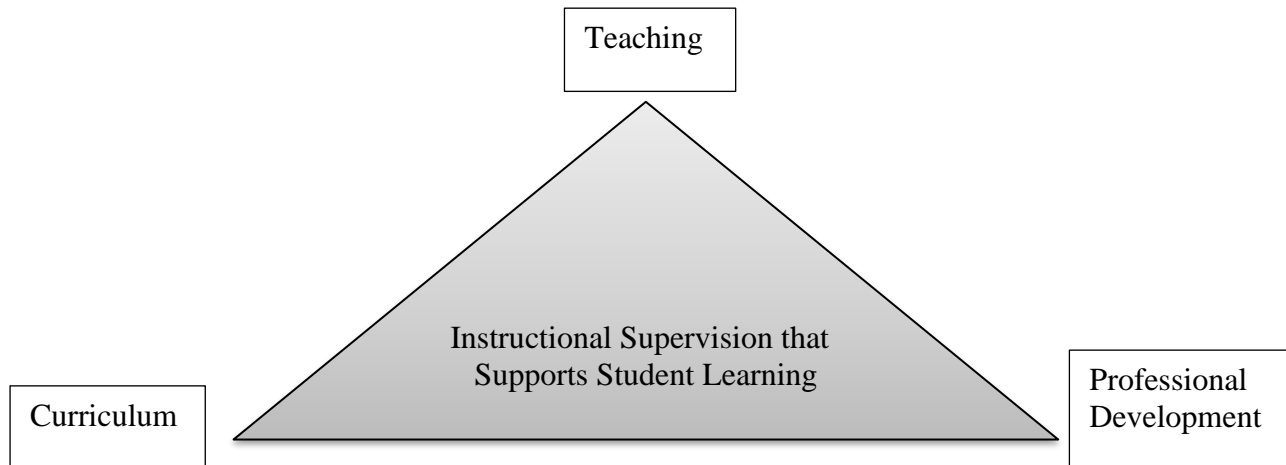 Teaching
Instructional Supervision that
Supports Student Learning
Curriculum
Professional
Development